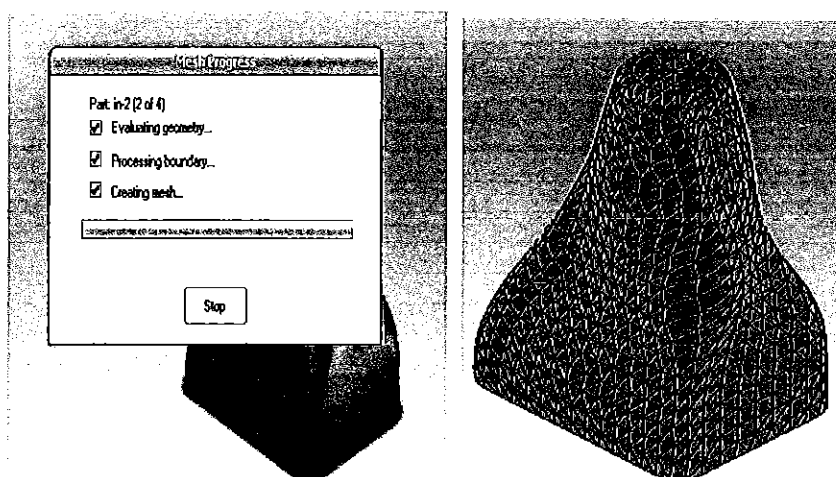 Mesh Progress
Part: in-2 (2 of 4)
Evaluating geometry...
Processing boundary...
Creating mesh...
Stop